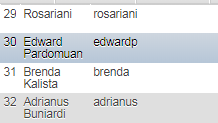 29 Rosariani rosariani
30 Edward Pardomuan edwardp
31 Brenda Kalista brenda
32 Adrianus Buniardi adrianus